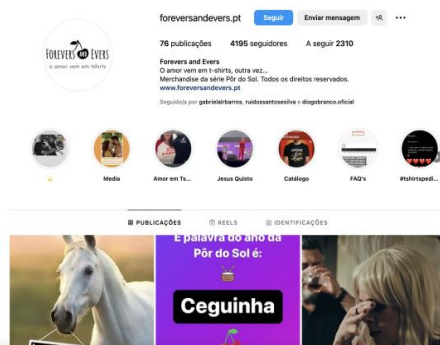 foreversandevers.pt Seguir Enviar mensagem
76 publicações 4195 seguidores A seguir 2310
Forevers and Evers
O amor vem em t-shirts, outra vez...
Merchandise da série Pôr do Sol. Todos os direitos reservados.
www.foreversandevers.pt
Seguido/a por gabrielalrbarros, ruidossantosesilva e diogobranco.oficial
FOREVERS AND EVERS
o amor vem em tshirts
Media Amor em Ts... Jesus Quisto Catálogo FAQ's #tshirtspedi...
PUBLICAÇÕES REELS IDENTIFICAÇÕES
E palavra do ano da
Pôr do Sol é:
Ceguinha